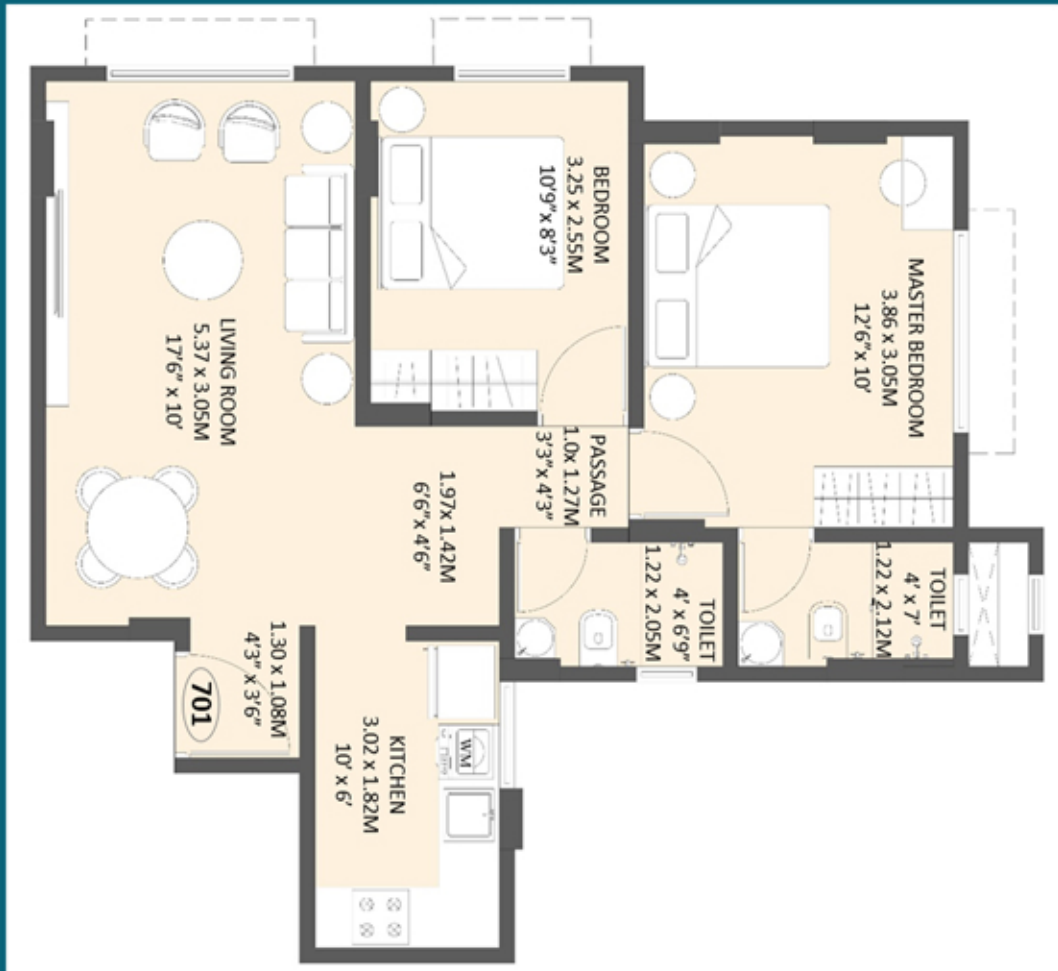 BEDROOM
3.25 x 2.55M
10'9" x 8'3"
MASTER BEDROOM
3.86 x 3.05M
12'6" x 10'
LIVING ROOM
5.37 x 3.05M
17'6" x 10'
PASSAGE
1.0x 1.27M
3'3"x 4'3"
1.97x 1.42M
6'6"x 4'6"
TOILET
4' x 6'9"
1.22 x 2.05M
TOILET
4' x 7'
1.22 x 2.12M
1.30 x 1.08M
4'3" x 3'6"
701
KITCHEN
3.02 x 1.82M
10' x 6'
WM